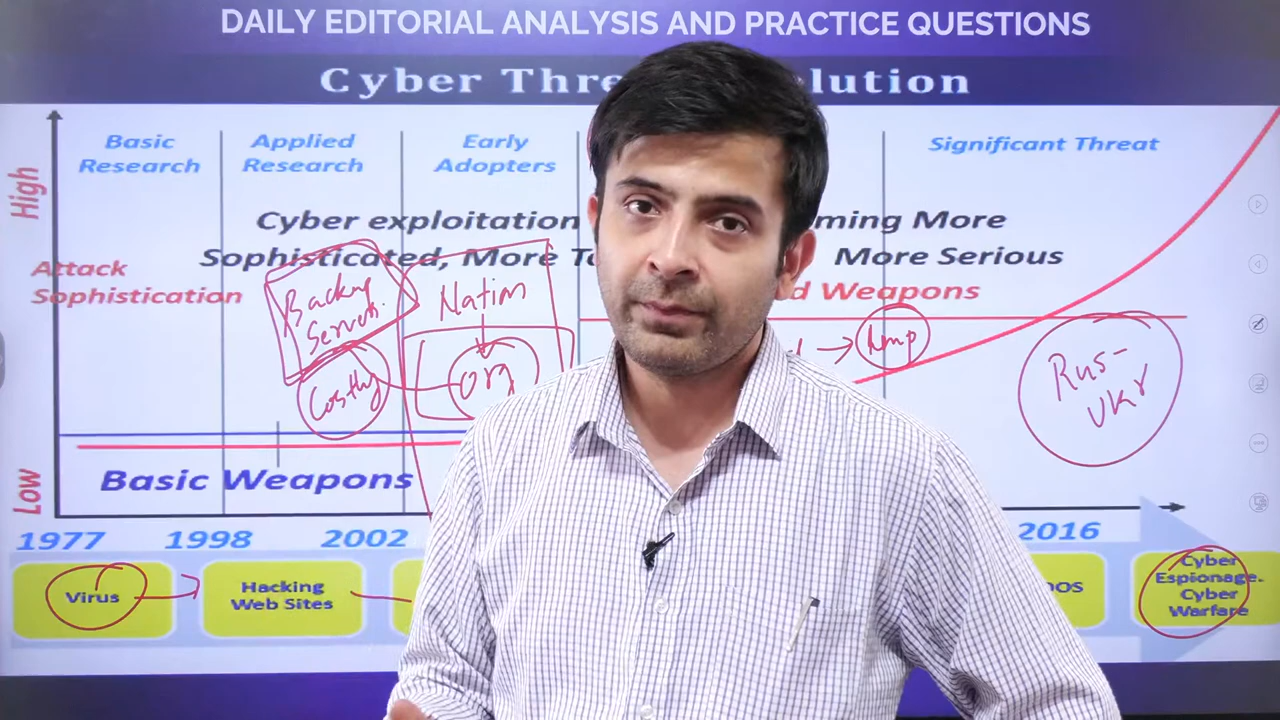 DAILY EDITORIAL ANALYSIS AND PRACTICE QUESTIONS
Cyber Thre lution
Basic
Research
Applied
Research
Early
Adopters
Significant Threat
High
Cyber exploitation ming More
Sophisticated, More T More Serious
Attack
Sophistication
d Weapons
Backup
Servers
Nation
Imp
Costly
org
Rus-
Ukr
Low
Basic Weapons
1977 1998 2002 2016
Virus
Hacking
Web Sites
OS
Cyber
Espionage.
Cyber
Warfare